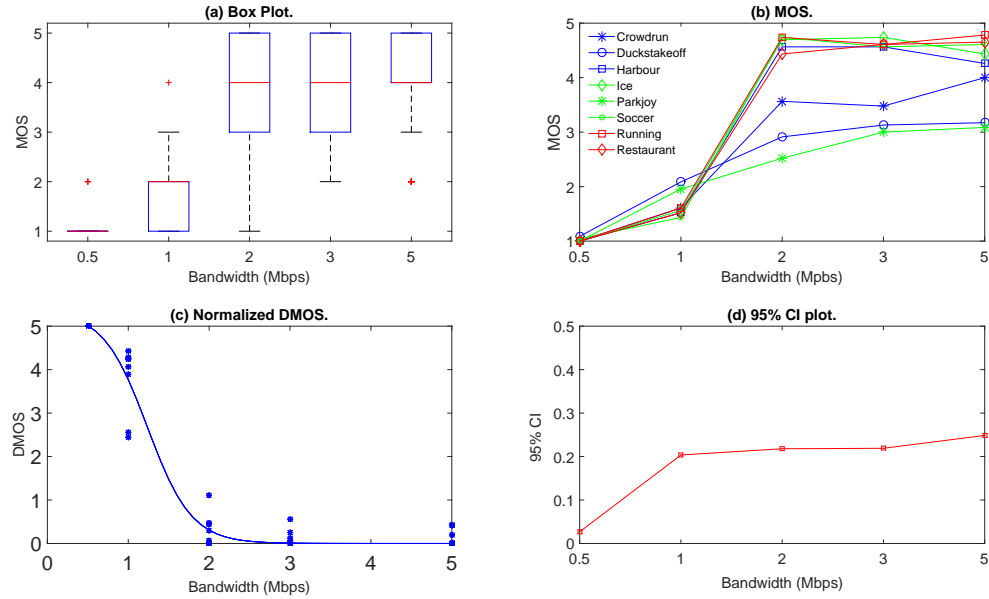 (a) Box Plot.
5
4
3
2
1
MOS
0.5 1 2 3 5
Bandwidth (Mbps)
(b) MOS.
5
4
3
2
1
MOS
Crowdrun
Duckstakeoff
Harbour
Ice
Parkjoy
Soccer
Running
Restaurant
0.5 1 2 3 5
Bandwidth (Mbps)
(c) Normalized DMOS.
5
4
3
2
1
0
DMOS
0 1 2 3 4 5
Bandwidth (Mbps)
(d) 95% CI plot.
0.5
0.4
0.3
0.2
0.1
0
95% CI
0.5 1 2 3 5
Bandwidth (Mbps)